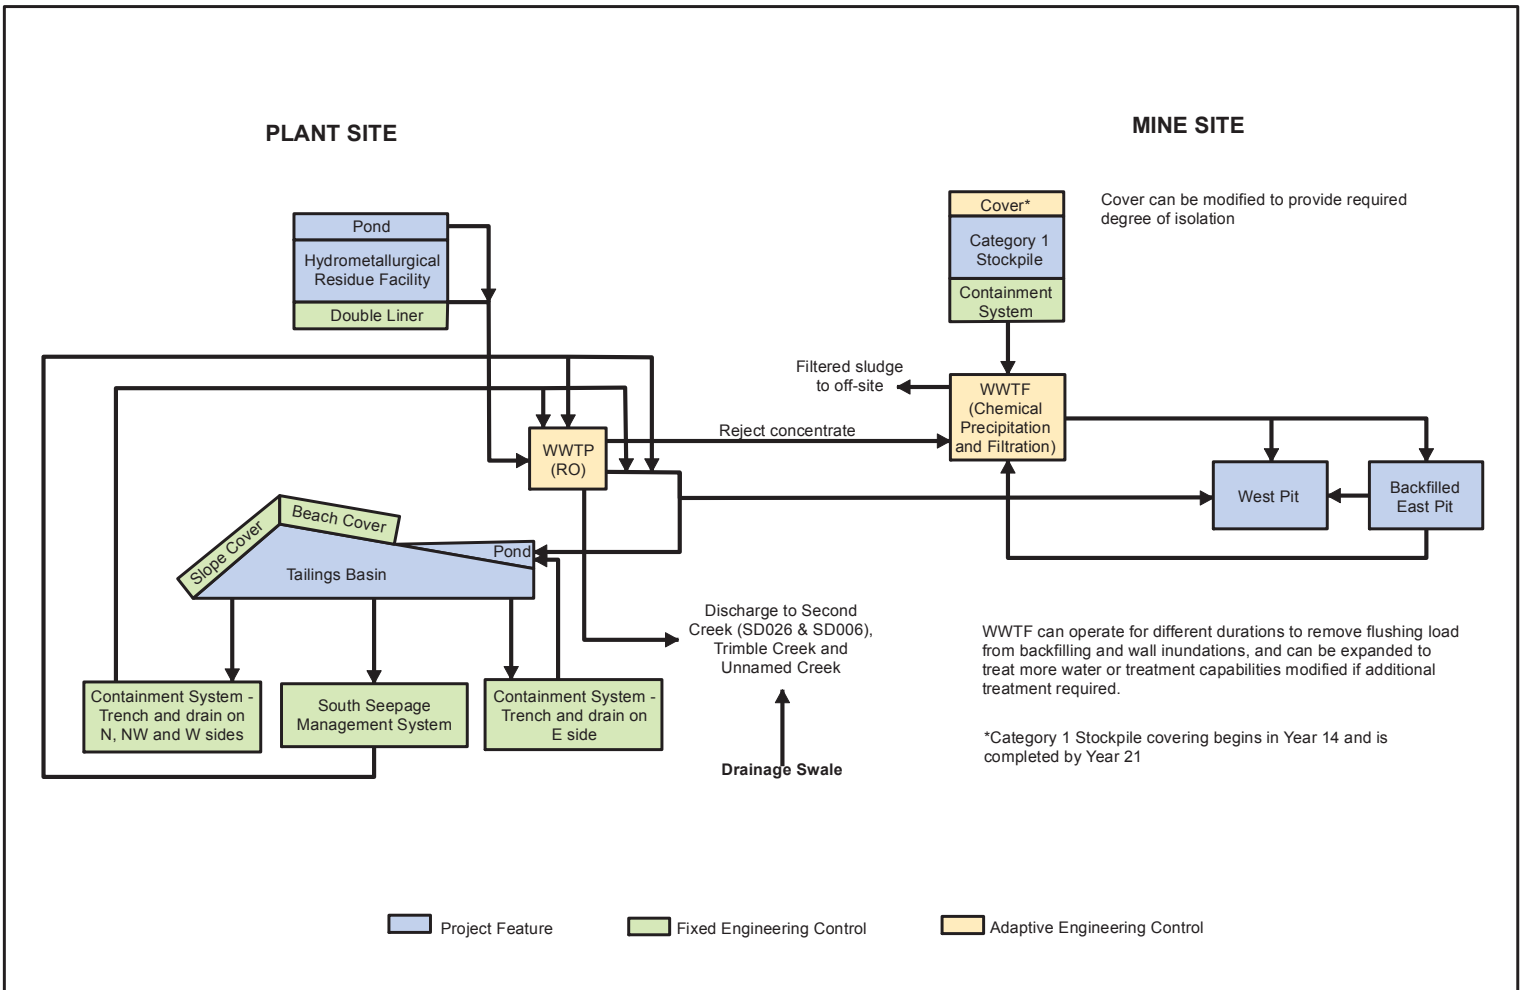 PLANT SITE
MINE SITE
Pond
Hydrometallurgical
Residue Facility
Double Liner
Cover*
Category 1
Stockpile
Containment
System
Cover can be modified to provide required
degree of isolation
Filtered sludge
to off-site
WWTF
(Chemical
Precipitation
and Filtration)
Reject concentrate
WWTP
(RO)
West Pit
Backfilled
East Pit
Slope Cover
Beach Cover
Pond
Tailings Basin
Containment System -
Trench and drain on
N, NW and W sides
South Seepage
Management System
Containment System -
Trench and drain on
E side
Discharge to Second
Creek (SD026 & SD006),
Trimble Creek and
Unnamed Creek
Drainage Swale
WWTF can operate for different durations to remove flushing load
from backfilling and wall inundations, and can be expanded to
treat more water or treatment capabilities modified if additional
treatment required.
*Category 1 Stockpile covering begins in Year 14 and is
completed by Year 21
Project Feature
Fixed Engineering Control
Adaptive Engineering Control